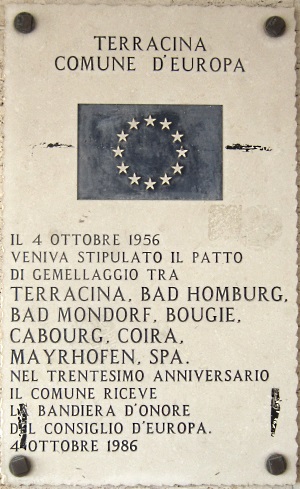 TERRACINA
COMUNE D'EUROPA
IL 4 OTTOBRE 1956
VENIVA STIPULATO IL PATTO
DI GEMELLAGGIO TRA
TERRACINA, BAD HOMBURG,
BAD MONDORF, BOUGIE,
CABOURG, COIRA,
MAYRHOFEN, SPA.
NEL TRENTESIMO ANNIVERSARIO
IL COMUNE RICEVE
LA BANDIERA D'ONORE
DEL CONSIGLIO D'EUROPA.
4 OTTOBRE 1986